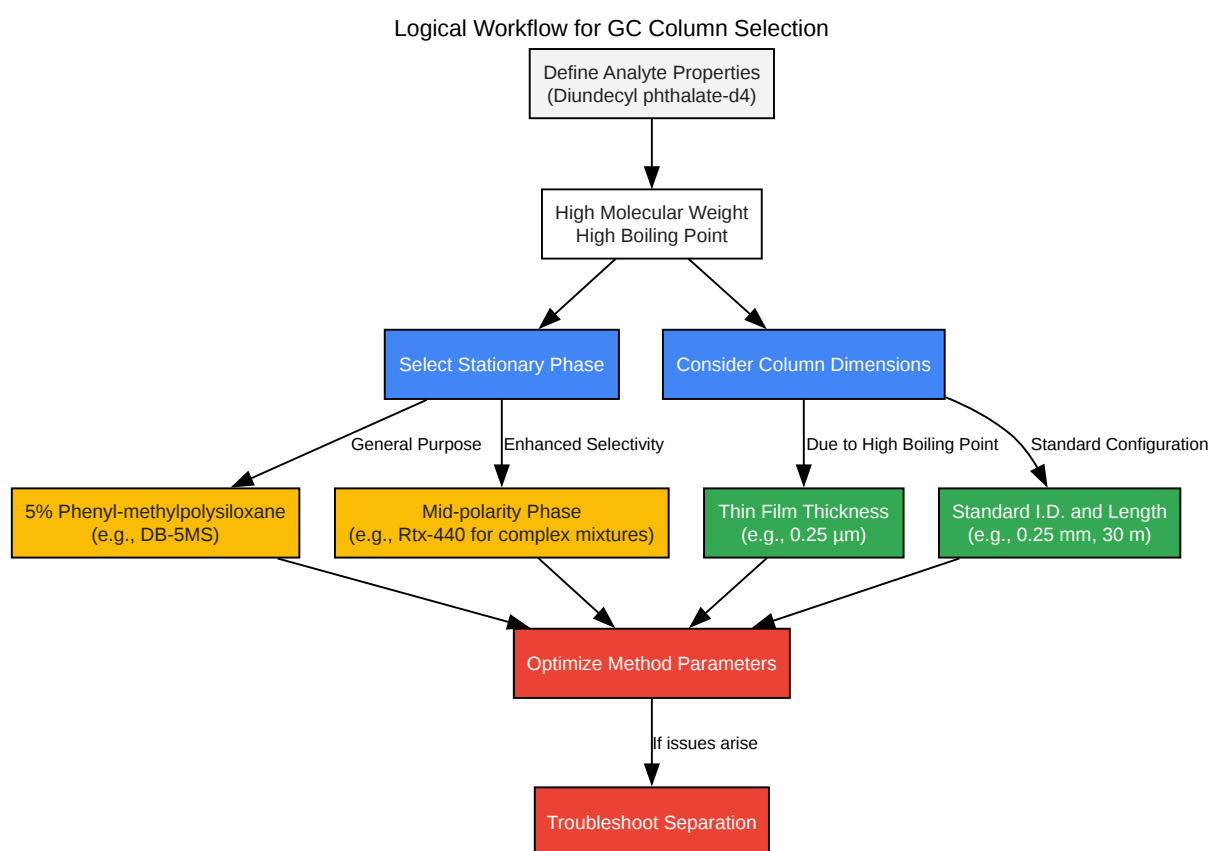 Logical Workflow for GC Column Selection
Define Analyte Properties
(Diundecyl phthalate-d4)
High Molecular Weight
High Boiling Point
Select Stationary Phase
Consider Column Dimensions
General Purpose
Enhanced Selectivity
Due to High Boiling Point
Standard Configuration
5% Phenyl-methylpolysiloxane
(e.g., DB-5MS)
Mid-polarity Phase
(e.g., Rtx-440 for complex mixtures)
Thin Film Thickness
(e.g., 0.25 µm)
Standard I.D. and Length
(e.g., 0.25 mm, 30 m)
Optimize Method Parameters
If issues arise
Troubleshoot Separation